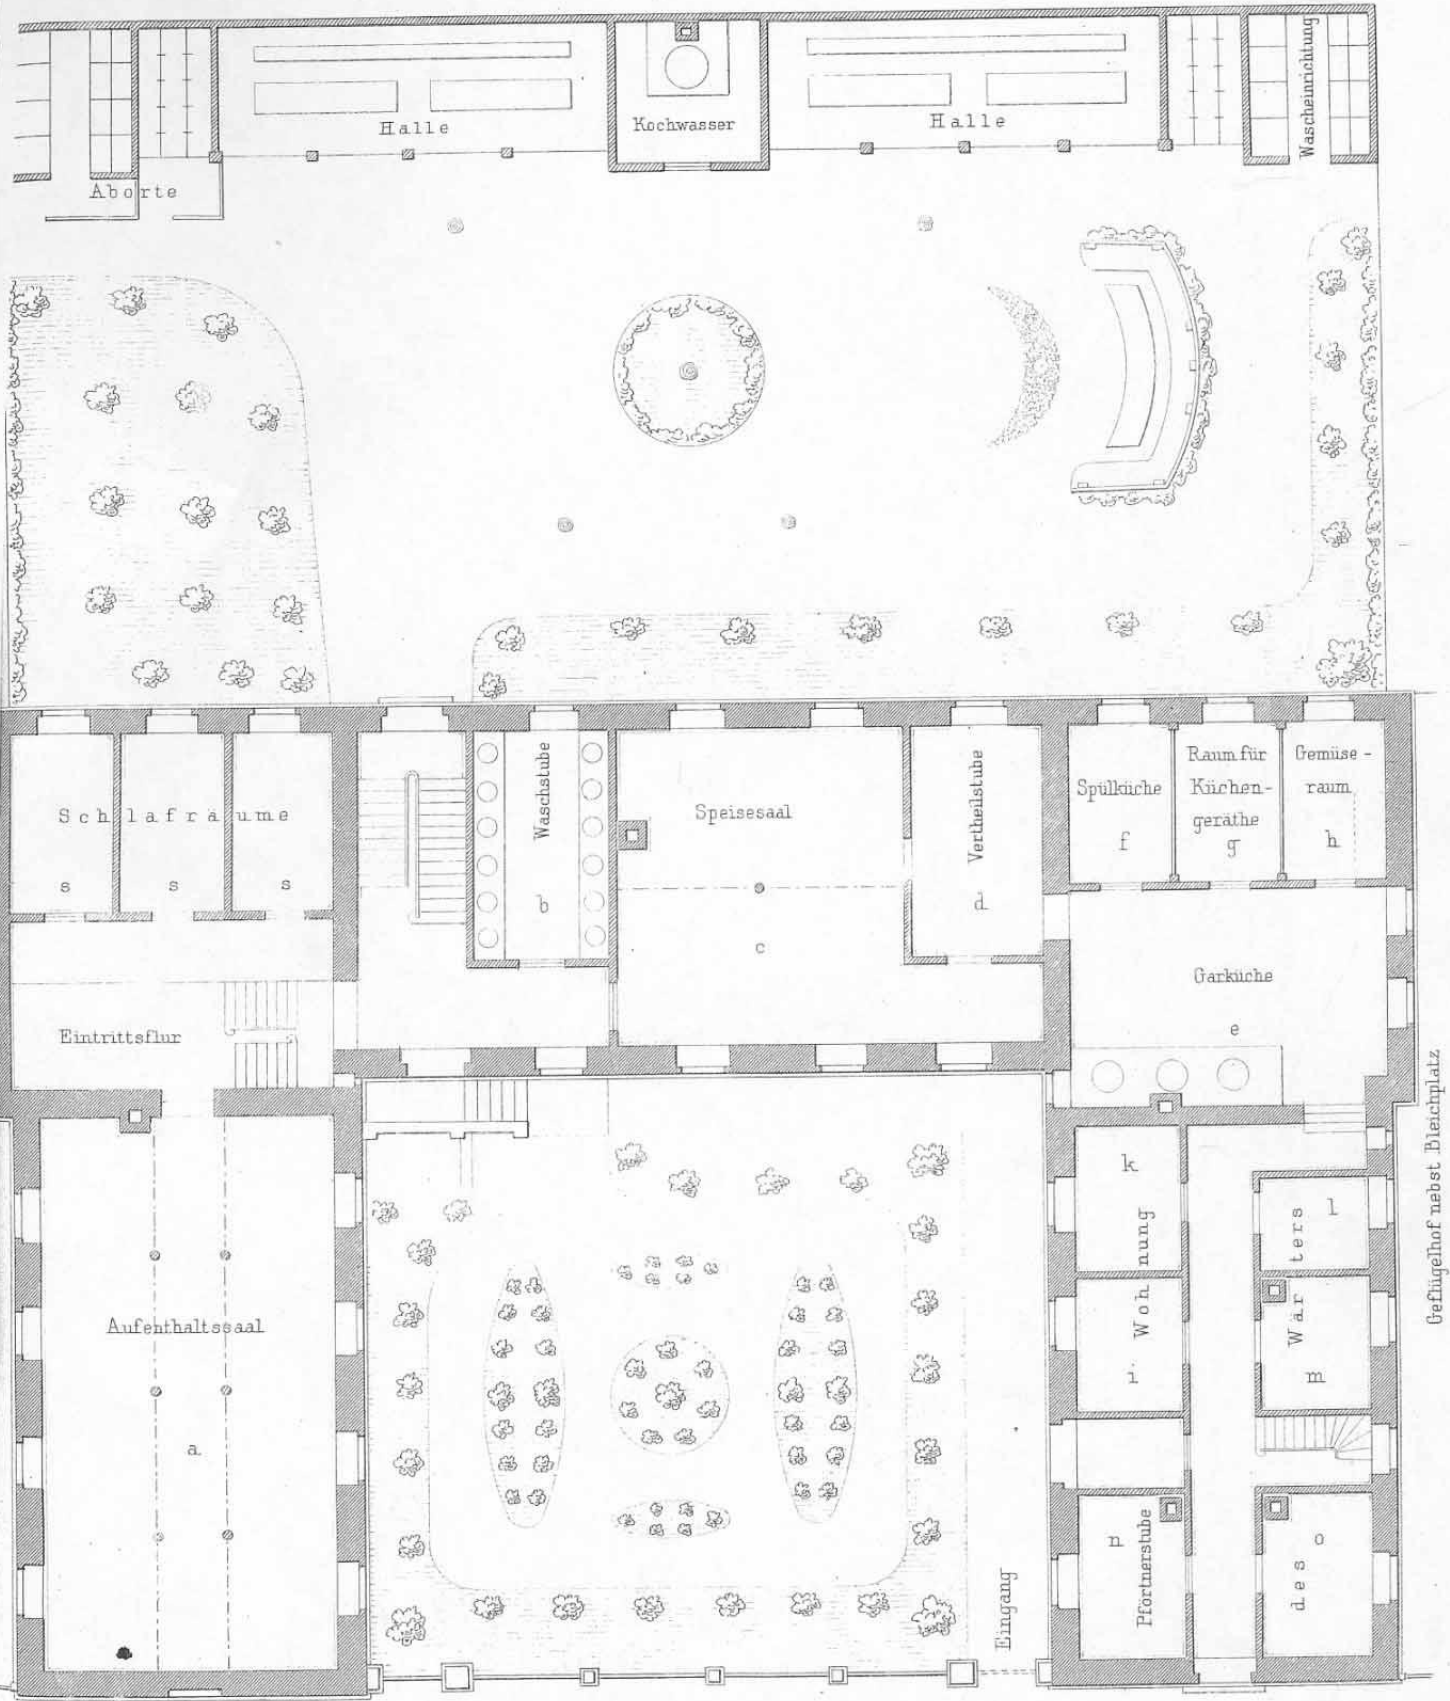 Halle
Kochwasser
Halle
Wascheinrichtung
Aborte
Schlafräume
s
s
s
Waschstube
b
Speisesaal
c
Vertheilstube
d
Spülküche
f
Raum für
Küchen-
geräthe
g
Gemüse-
raum
h
Garküche
e
Eintrittsflur
Aufenthaltssaal
a
k
l
i
m
Wohnung
des Wärters
n
Pförtnerstube
o
Eingang
Geflügelhof nebst Bleichplatz